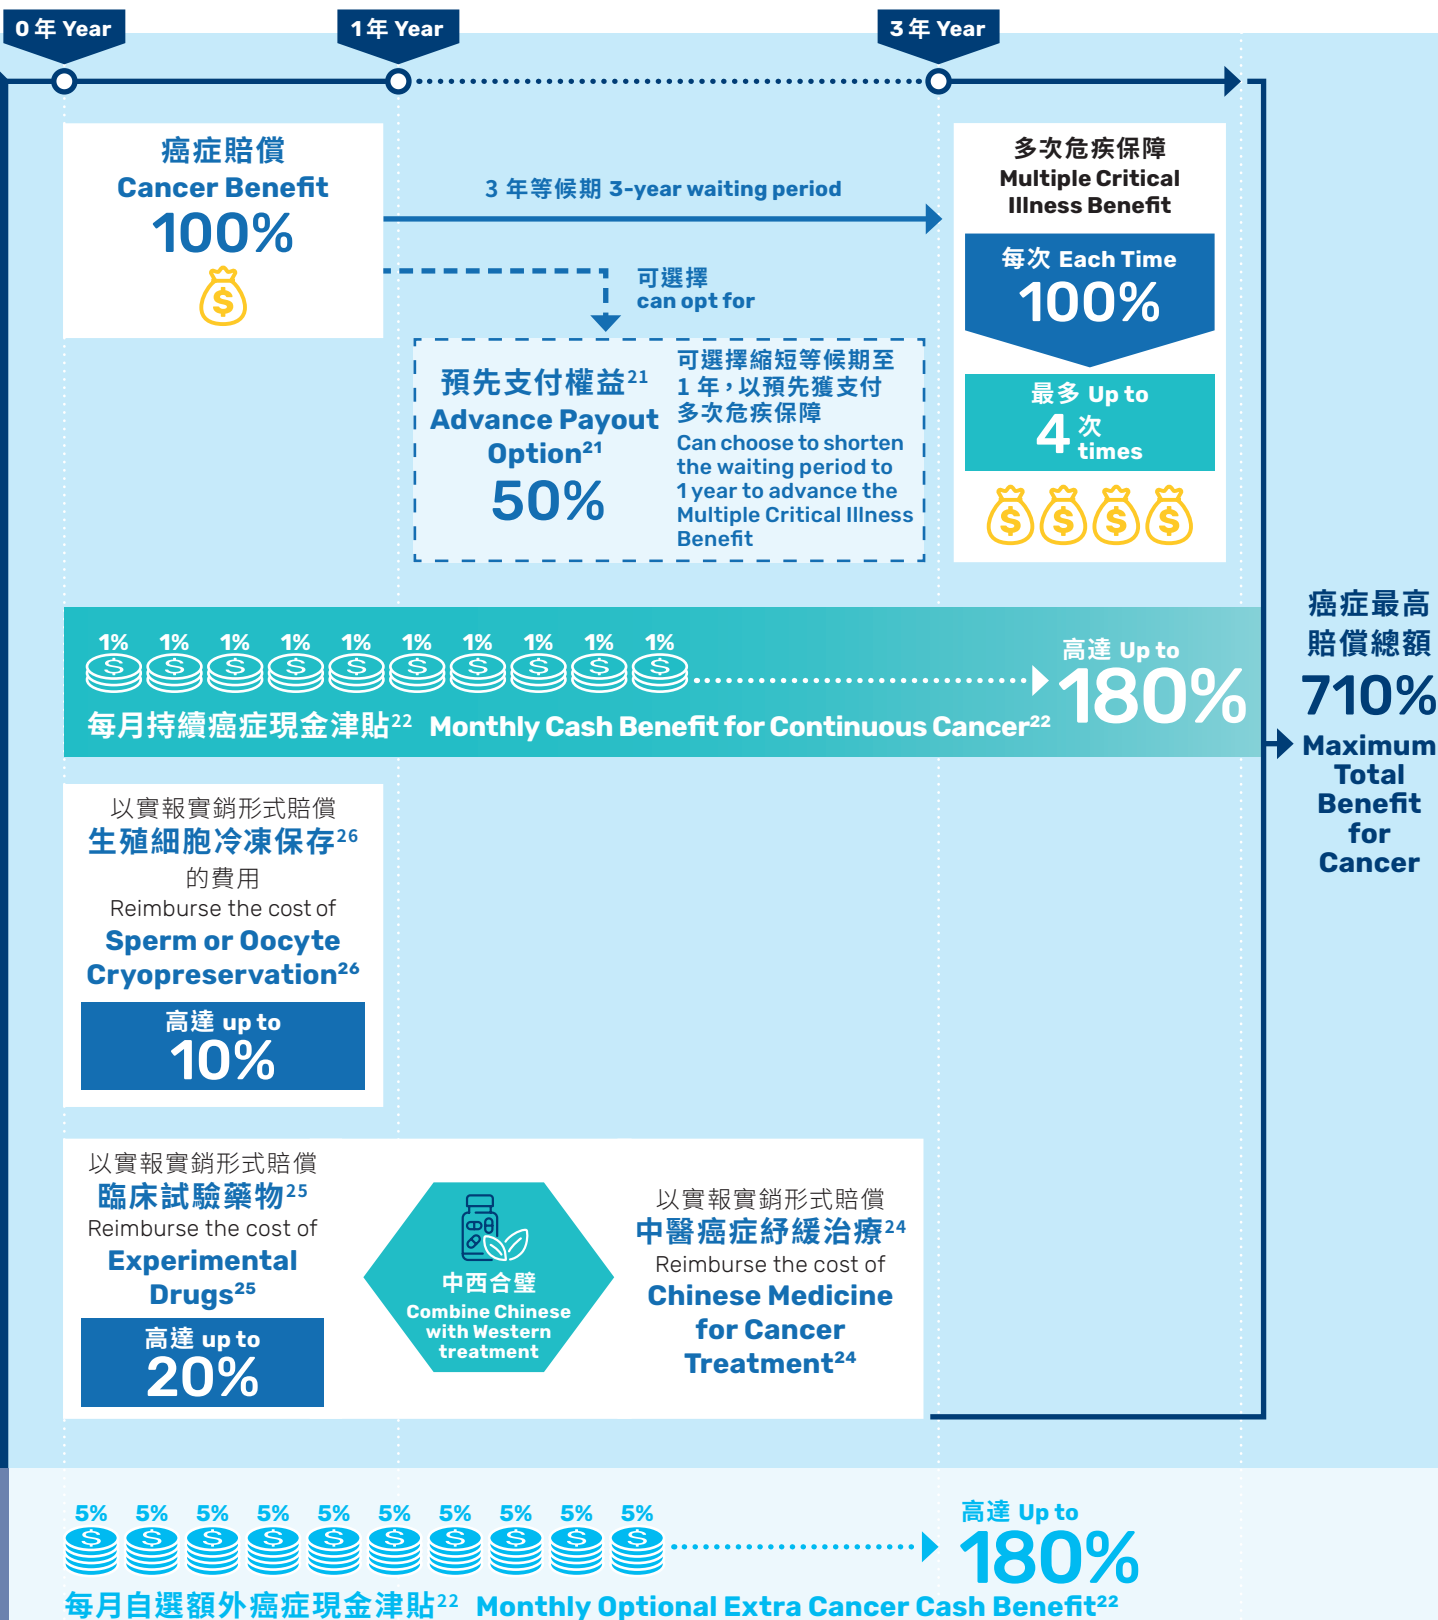 0 年 Year
1 年 Year
3 年 Year
癌症賠償
Cancer Benefit
100%
$
3 年等候期 3-year waiting period
可選擇
can opt for
預先支付權益21
Advance Payout
Option21
50%
可選擇縮短等候期至
1 年，以預先獲支付
多次危疾保障
Can choose to shorten
the waiting period to
1 year to advance the
Multiple Critical Illness
Benefit
多次危疾保障
Multiple Critical
Illness Benefit
每次 Each Time
100%
最多 Up to
4 次
times
$ $ $ $
1% 1% 1% 1% 1% 1% 1% 1% 1% 1%
$ $ $ $ $ $ $ $ $ $
每月持續癌症現金津貼22 Monthly Cash Benefit for Continuous Cancer22
高達 Up to
180%
以實報實銷形式賠償
生殖細胞冷凍保存26
的費用
Reimburse the cost of
Sperm or Oocyte
Cryopreservation26
高達 up to
10%
以實報實銷形式賠償
臨床試驗藥物25
Reimburse the cost of
Experimental
Drugs25
高達 up to
20%
中西合璧
Combine Chinese
with Western
treatment
以實報實銷形式賠償
中醫癌症紓緩治療24
Reimburse the cost of
Chinese Medicine
for Cancer
Treatment24
癌症最高
賠償總額
710%
Maximum
Total
Benefit
for
Cancer
5% 5% 5% 5% 5% 5% 5% 5% 5% 5%
$ $ $ $ $ $ $ $ $ $
每月自選額外癌症現金津貼22 Monthly Optional Extra Cancer Cash Benefit22
高達 Up to
180%